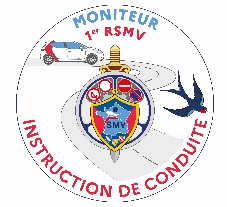 MONITEUR
1er RSMV
SMV
INSTRUCTION DE CONDUITE